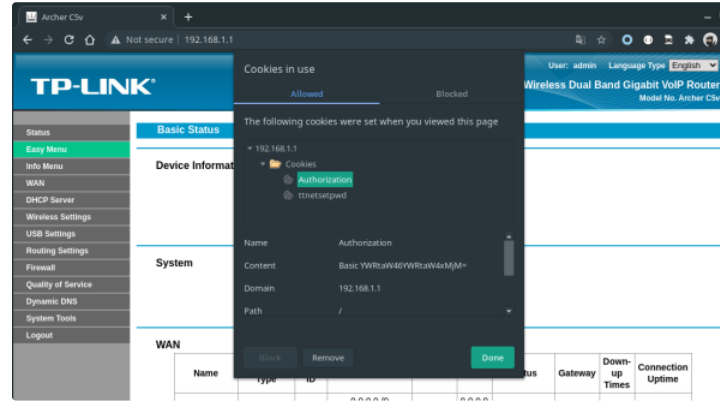 Archer C5v
Not secure | 192.168.1.1
User: admin Language Type English
TP-LINK®
Wireless Dual Band Gigabit VoIP Router
Model No. Archer C5v
Status
Easy Menu
Info Menu
WAN
DHCP Server
Wireless Settings
USB Settings
Routing Settings
Firewall
Quality of Service
Dynamic DNS
System Tools
Logout
Basic Status
Device Informat
System
WAN
Name
Type
ID
tus
Gateway
Down-
up
Times
Connection
Uptime
Cookies in use
Allowed Blocked
The following cookies were set when you viewed this page
192.168.1.1
Cookies
Authorization
ttnetsetpwd
Name Authorization
Content Basic YWRtaW46YWRtaW4xMjM=
Domain 192.168.1.1
Path /
Block Remove Done